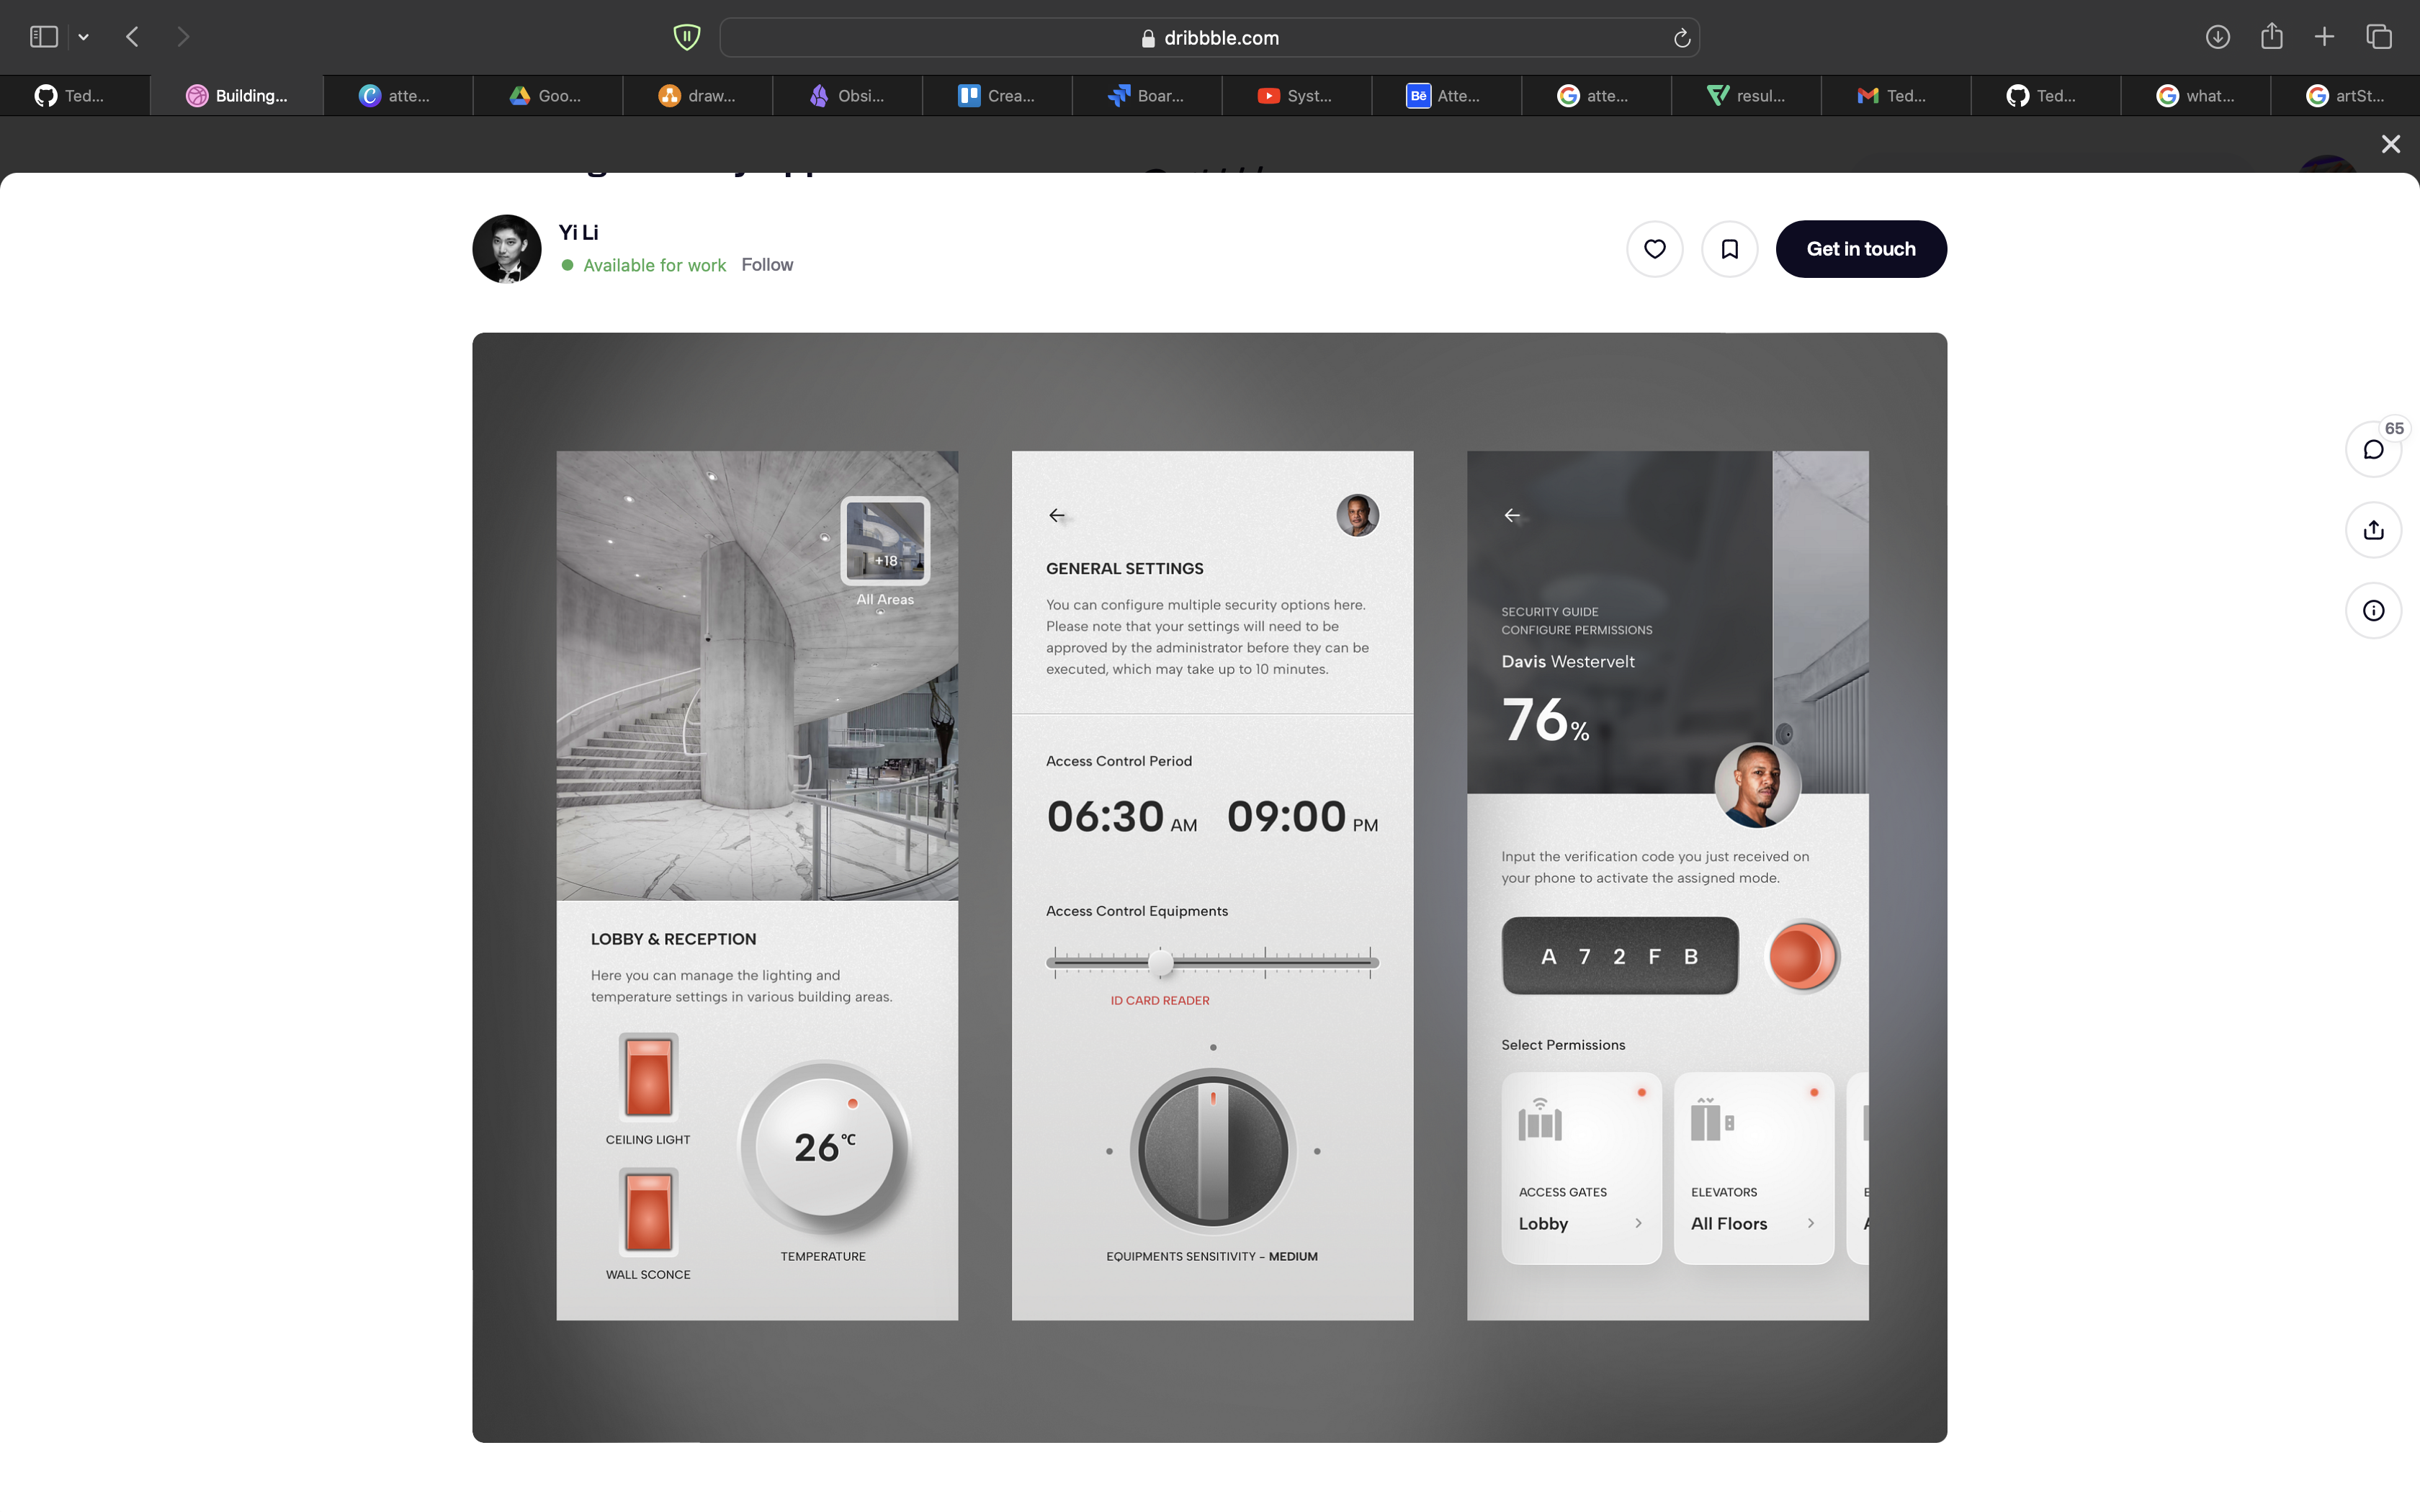 dribbble.com
Ted...
Building...
atte...
Goo...
draw...
Obsi...
Crea...
Boar...
Syst...
Bē Atte...
atte...
resul...
Ted...
Ted...
what...
artSt...
Yi Li
Available for work Follow
Get in touch
65
+18
All Areas
LOBBY & RECEPTION
Here you can manage the lighting and
temperature settings in various building areas.
CEILING LIGHT
WALL SCONCE
26°C
TEMPERATURE
GENERAL SETTINGS
You can configure multiple security options here.
Please note that your settings will need to be
approved by the administrator before they can be
executed, which may take up to 10 minutes.
Access Control Period
06:30 AM 09:00 PM
Access Control Equipments
ID CARD READER
EQUIPMENTS SENSITIVITY - MEDIUM
SECURITY GUIDE
CONFIGURE PERMISSIONS
Davis Westervelt
76%
Input the verification code you just received on
your phone to activate the assigned mode.
A 7 2 F B
Select Permissions
ACCESS GATES
Lobby
ELEVATORS
All Floors